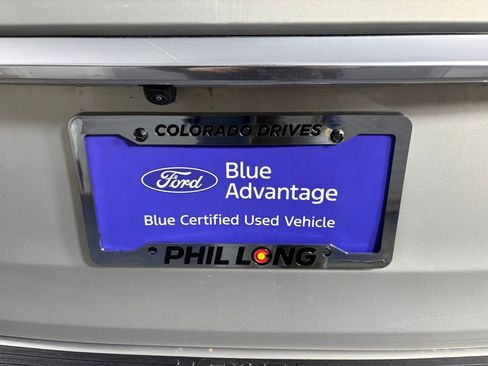 COLORADO DRIVES
Ford
Blue
Advantage
Blue Certified Used Vehicle
PHIL LONG